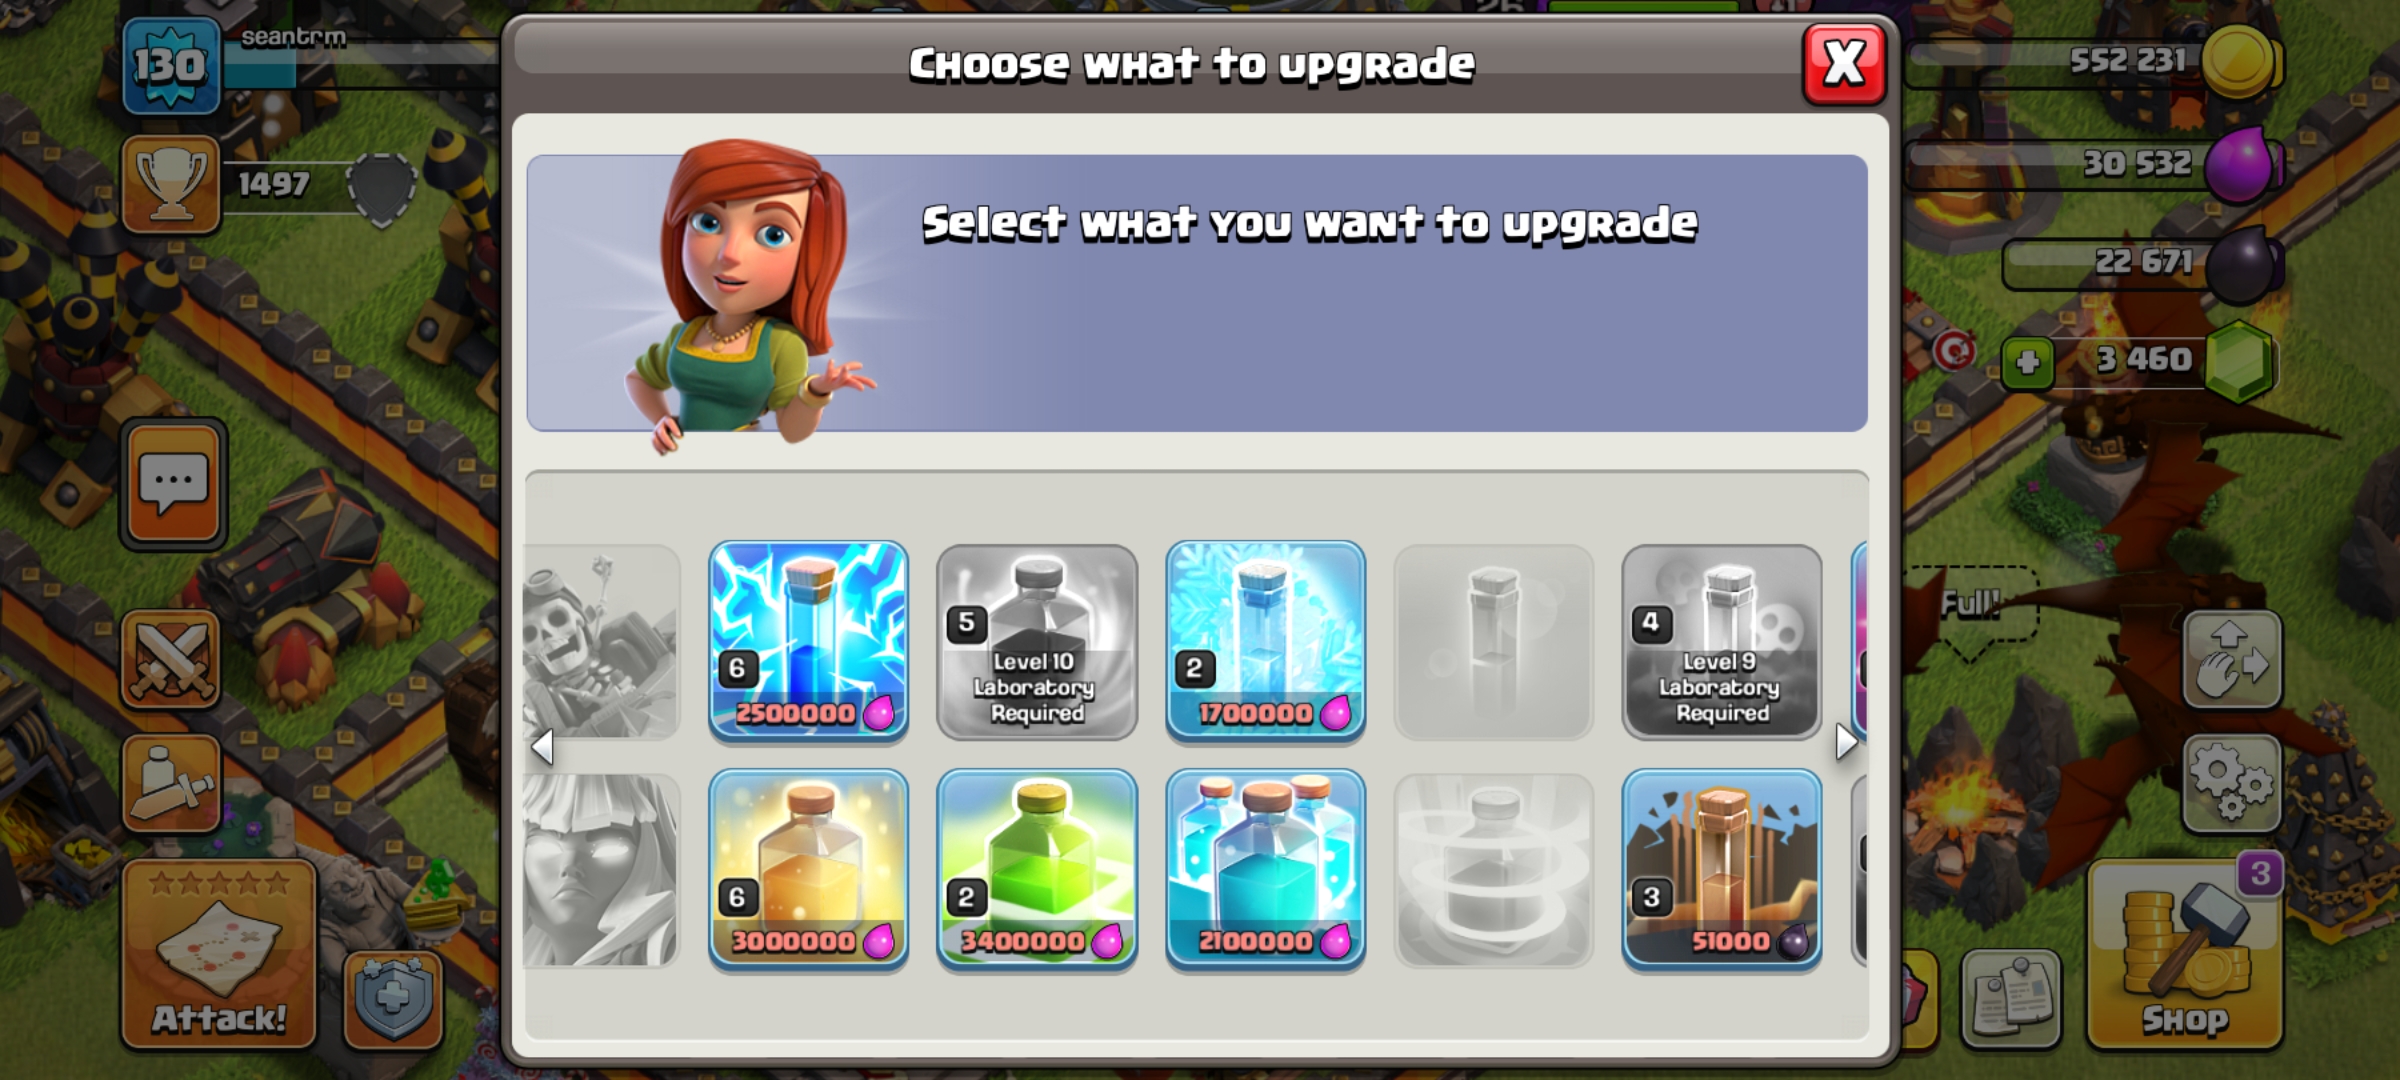 Choose what to upgrade
X
130
seantrm
1497
552 231
30 532
22 671
3 460
Select what you want to upgrade
6
2500000
5
Level 10
Laboratory
Required
2
1700000
4
Level 9
Laboratory
Required
6
3000000
2
3400000
2100000
3
51000
Full!
Attack!
3
Shop